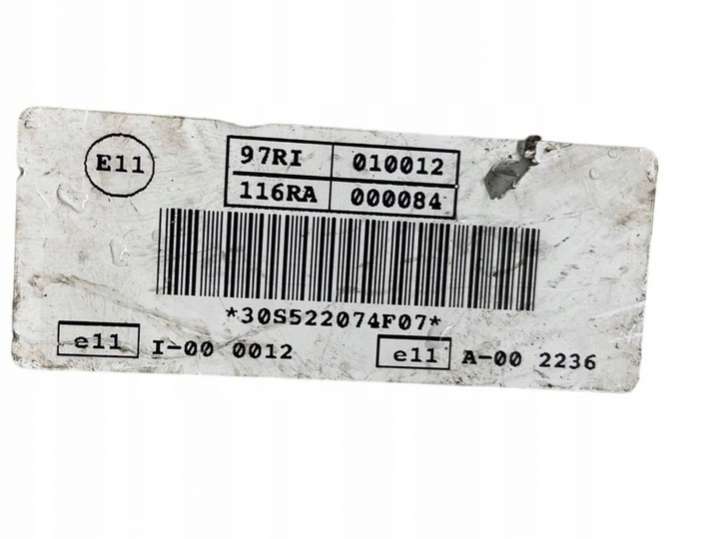 E11
97RI 010012
116RA 000084
*30S522074F07*
e11 I-00 0012 e11 A-00 2236